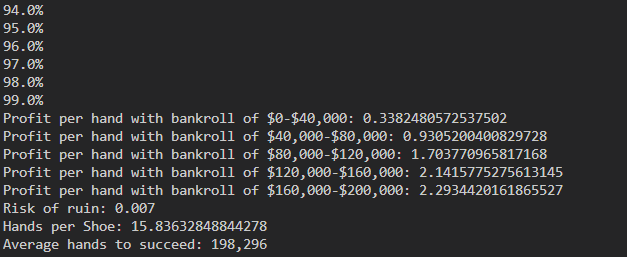 94.0%
95.0%
96.0%
97.0%
98.0%
99.0%
Profit per hand with bankroll of $0-$40,000: 0.3382480572537502
Profit per hand with bankroll of $40,000-$80,000: 0.9305200400829728
Profit per hand with bankroll of $80,000-$120,000: 1.703770965817168
Profit per hand with bankroll of $120,000-$160,000: 2.1415775275613145
Profit per hand with bankroll of $160,000-$200,000: 2.2934420161865527
Risk of ruin: 0.007
Hands per Shoe: 15.83632848844278
Average hands to succeed: 198,296